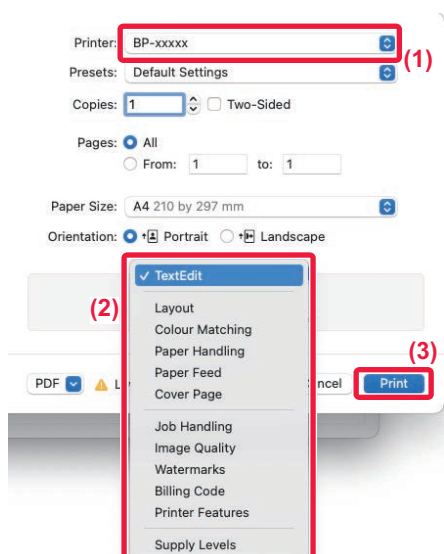 Printer: BP-xxxxx
(1)
Presets: Default Settings
Copies: 1 Two-Sided
Pages: All
From: 1 to: 1
Paper Size: A4 210 by 297 mm
Orientation: Portrait Landscape
✓ TextEdit
(2)
Layout
Colour Matching
Paper Handling
Paper Feed
Cover Page
(3)
PDF Print
Job Handling
Image Quality
Watermarks
Billing Code
Printer Features
Supply Levels